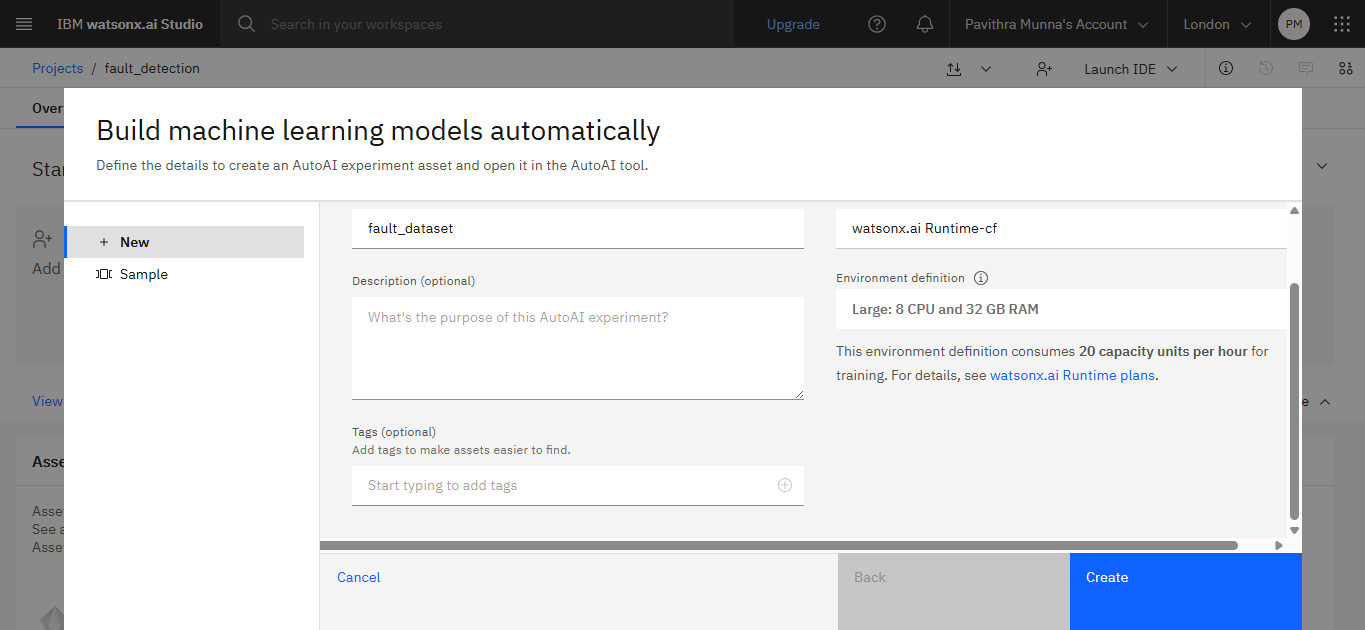 IBM watsonx.ai Studio
Search in your workspaces
Upgrade
Pavithra Munna's Account
London
PM
Projects / fault_detection
Launch IDE
Over
Build machine learning models automatically
Define the details to create an AutoAI experiment asset and open it in the AutoAI tool.
Star
Add
View
e
Asse
Asse
See a
Asse
+ New
Sample
fault_dataset
Description (optional)
What's the purpose of this AutoAI experiment?
Tags (optional)
Add tags to make assets easier to find.
Start typing to add tags
watsonx.ai Runtime-cf
Environment definition
Large: 8 CPU and 32 GB RAM
This environment definition consumes 20 capacity units per hour for
training. For details, see watsonx.ai Runtime plans.
Cancel
Back
Create